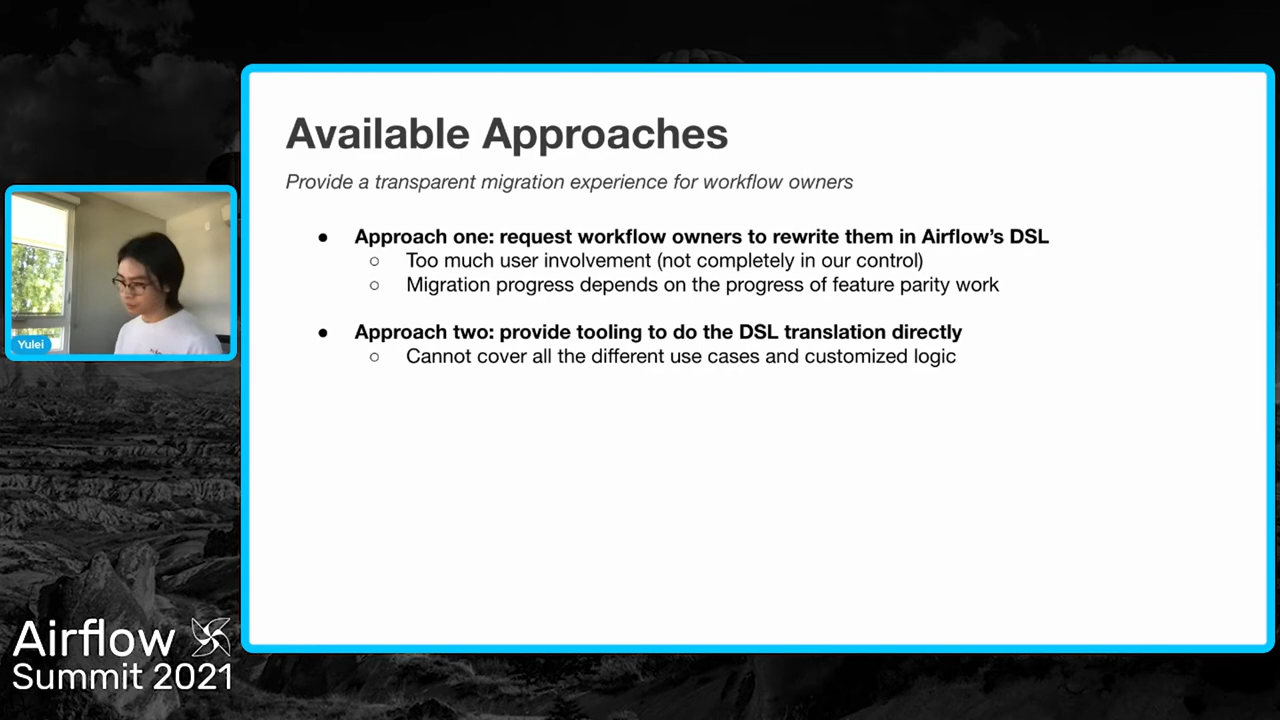 Available Approaches
Provide a transparent migration experience for workflow owners
● Approach one: request workflow owners to rewrite them in Airflow’s DSL
○ Too much user involvement (not completely in our control)
○ Migration progress depends on the progress of feature parity work
● Approach two: provide tooling to do the DSL translation directly
○ Cannot cover all the different use cases and customized logic
Yulei
Airflow
Summit 2021